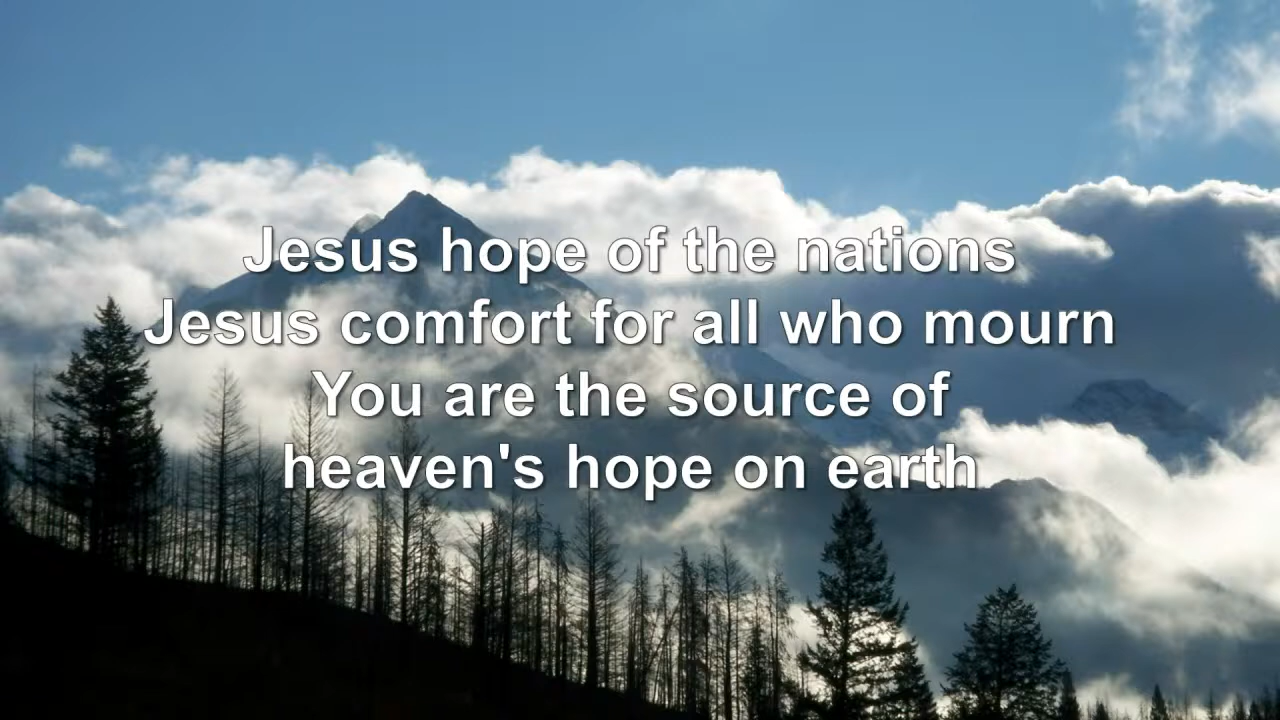 Jesus hope of the nations
Jesus comfort for all who mourn
You are the source of
heaven's hope on earth